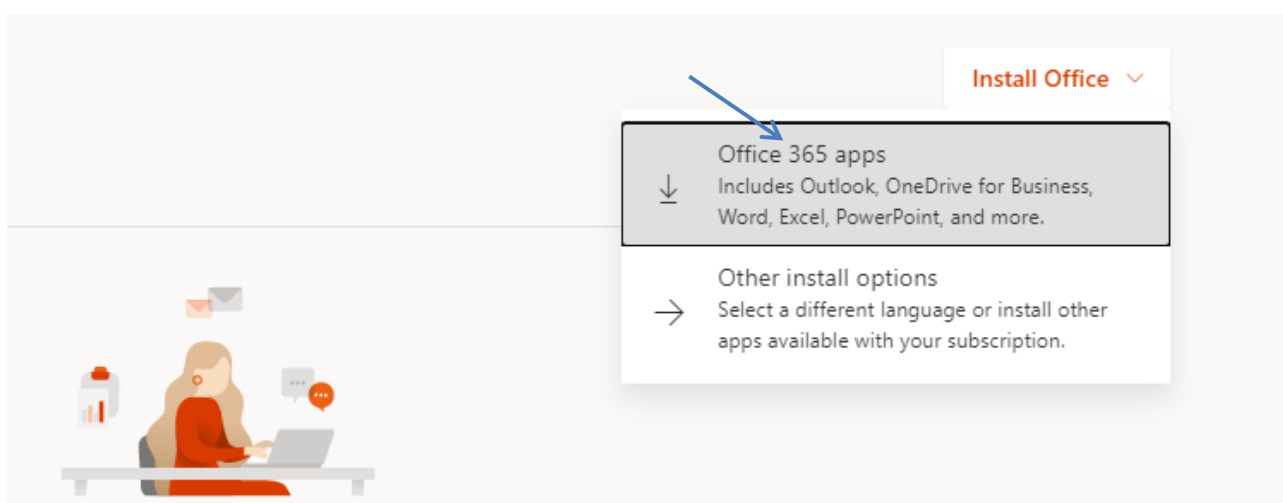 Install Office
Office 365 apps
Includes Outlook, OneDrive for Business,
Word, Excel, PowerPoint, and more.
Other install options
Select a different language or install other
apps available with your subscription.